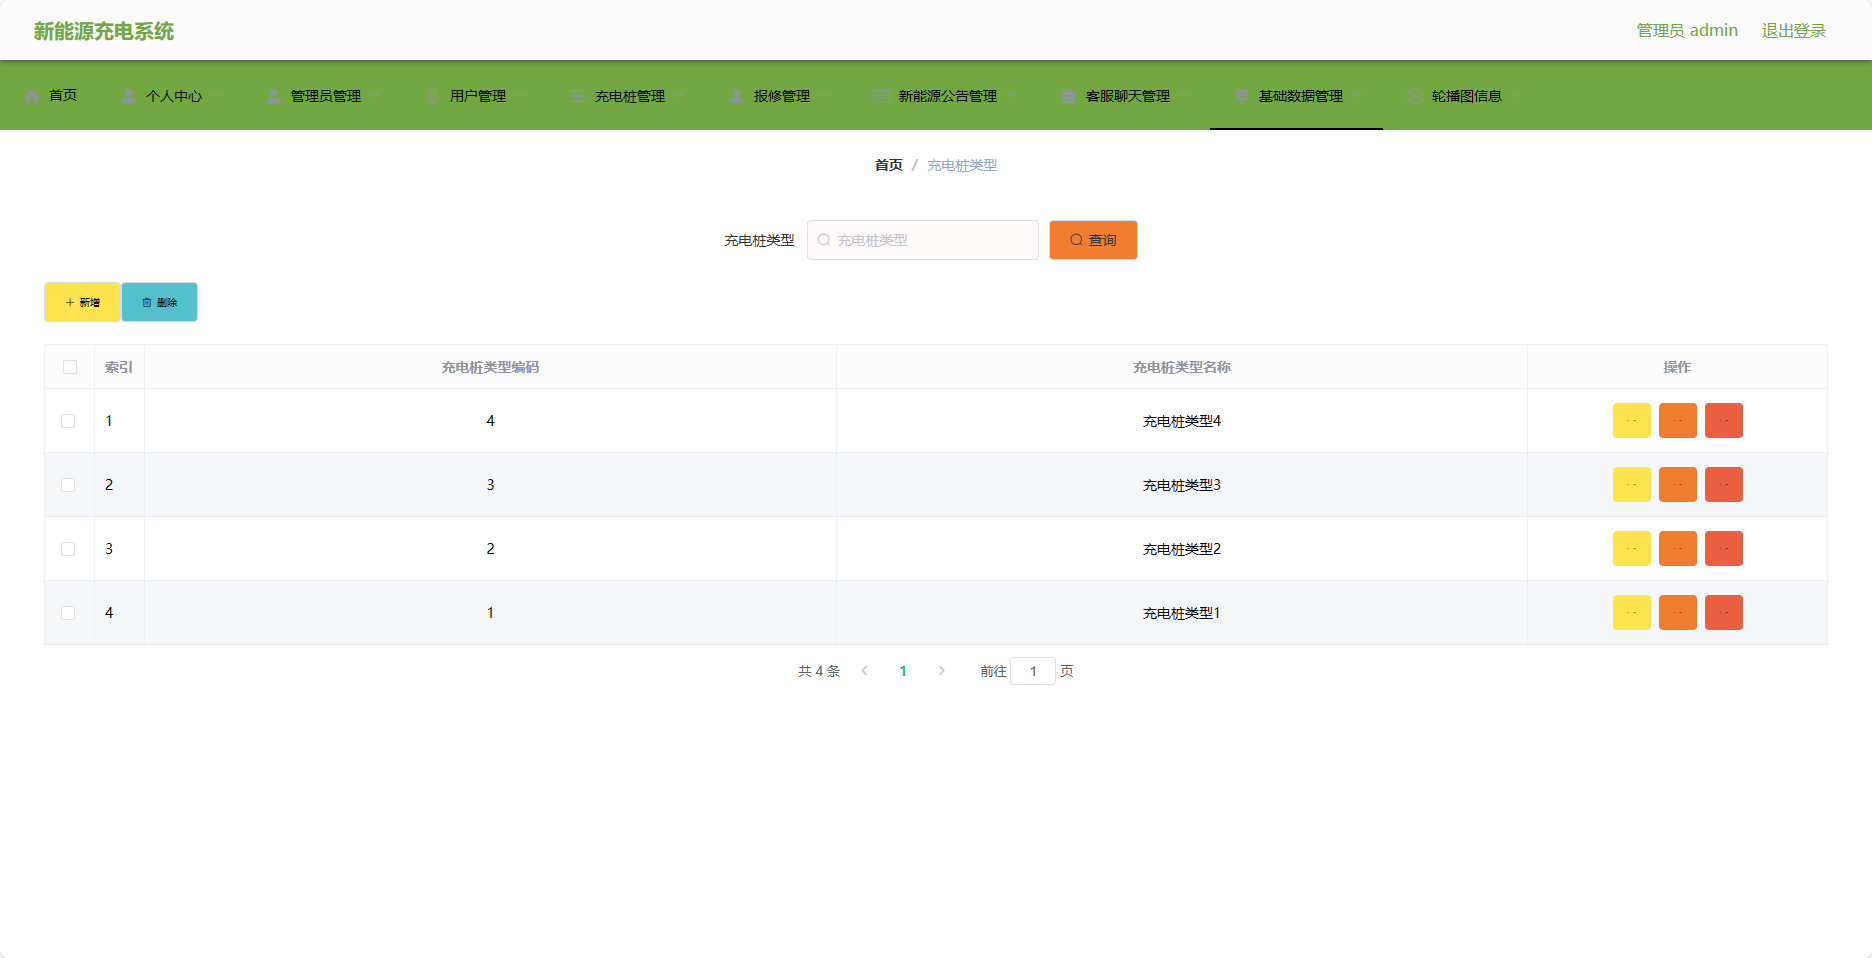 新能源充电系统
管理员 admin 退出登录
首页 个人中心 管理员管理 用户管理 充电桩管理 报修管理 新能源公告管理 客服聊天管理 基础数据管理 轮播图信息
首页 / 充电桩类型
充电桩类型 充电桩类型 查询
新增 删除
索引 充电桩类型编码 充电桩类型名称 操作
1 4 充电桩类型4
2 3 充电桩类型3
3 2 充电桩类型2
4 1 充电桩类型1
共 4 条 1 前往 1 页